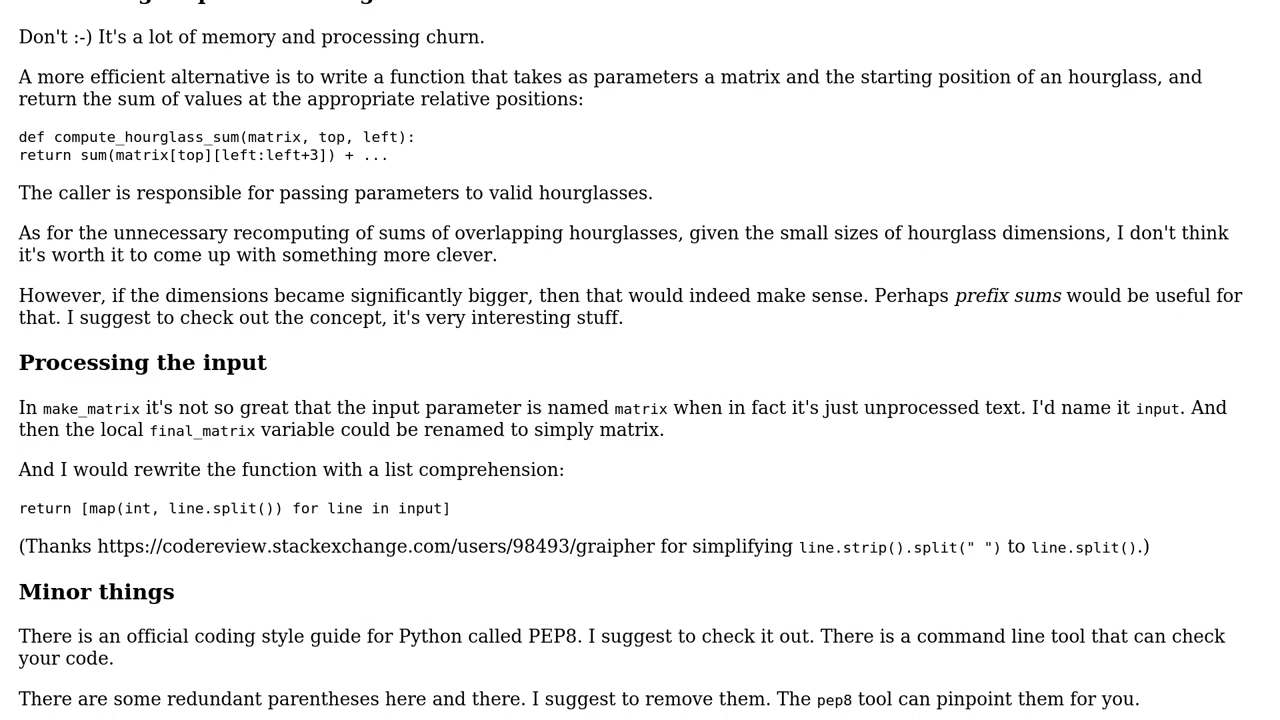 Don't :-) It's a lot of memory and processing churn.
A more efficient alternative is to write a function that takes as parameters a matrix and the starting position of an hourglass, and
return the sum of values at the appropriate relative positions:
def compute_hourglass_sum(matrix, top, left):
return sum(matrix[top][left:left+3]) + ...
The caller is responsible for passing parameters to valid hourglasses.
As for the unnecessary recomputing of sums of overlapping hourglasses, given the small sizes of hourglass dimensions, I don't think
it's worth it to come up with something more clever.
However, if the dimensions became significantly bigger, then that would indeed make sense. Perhaps prefix sums would be useful for
that. I suggest to check out the concept, it's very interesting stuff.
Processing the input
In make_matrix it's not so great that the input parameter is named matrix when in fact it's just unprocessed text. I'd name it input. And
then the local final_matrix variable could be renamed to simply matrix.
And I would rewrite the function with a list comprehension:
return [map(int, line.split()) for line in input]
(Thanks https://codereview.stackexchange.com/users/98493/graipher for simplifying line.strip().split(" ") to line.split().)
Minor things
There is an official coding style guide for Python called PEP8. I suggest to check it out. There is a command line tool that can check
your code.
There are some redundant parentheses here and there. I suggest to remove them. The pep8 tool can pinpoint them for you.